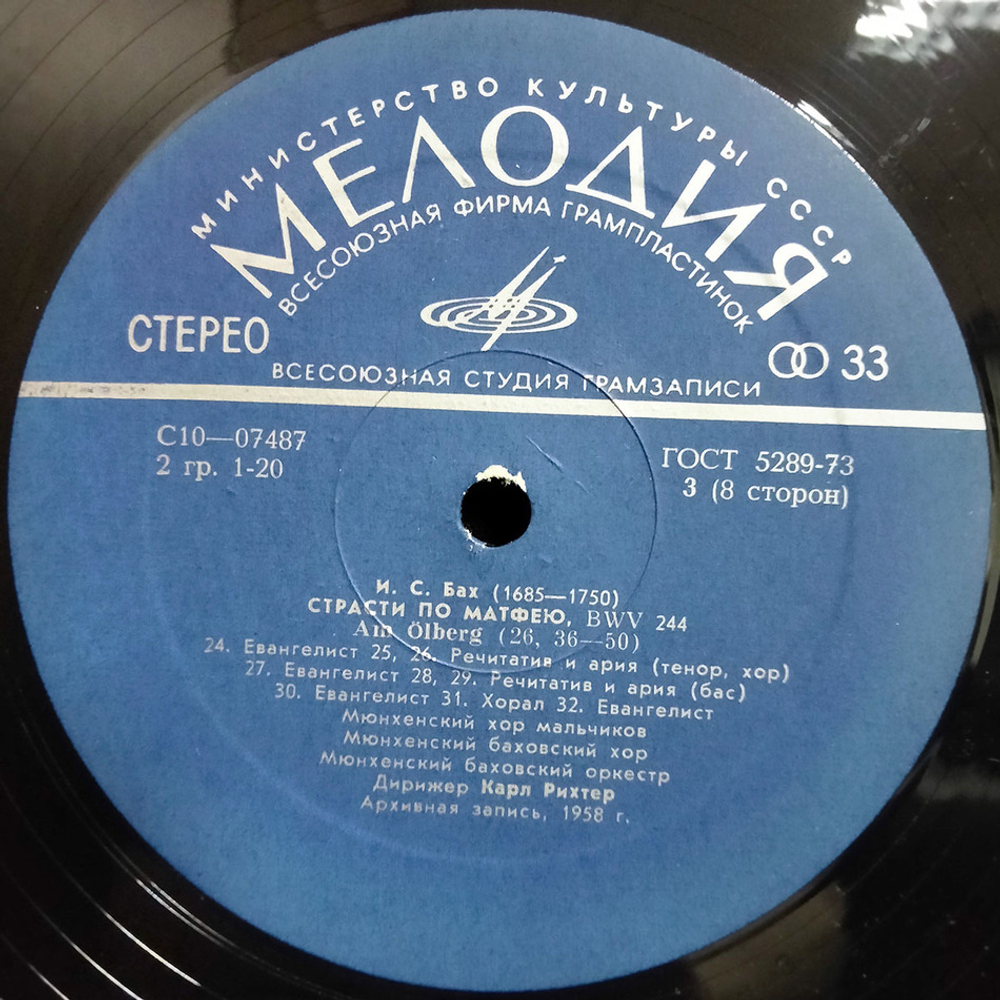 МИНИСТЕРСТВО КУЛЬТУРЫ СССР
МЕЛОДИЯ
ВСЕСОЮЗНАЯ ФИРМА ГРАМПЛАСТИНОК
СТЕРЕО
33
ВСЕСОЮЗНАЯ СТУДИЯ ГРАМЗАПИСИ
С10—07487
2 гр. 1-20
ГОСТ 5289-73
3 (8 сторон)
И. С. Бах (1685—1750)
СТРАСТИ ПО МАТФЕЮ, BWV 244
Am Ölberg (26, 36—50)
24. Евангелист 25, 26. Речитатив и ария (тенор, хор)
27. Евангелист 28, 29. Речитатив и ария (бас)
30. Евангелист 31. Хорал 32. Евангелист
Мюнхенский хор мальчиков
Мюнхенский баховский хор
Мюнхенский баховский оркестр
Дирижер Карл Рихтер
Архивная запись, 1958 г.